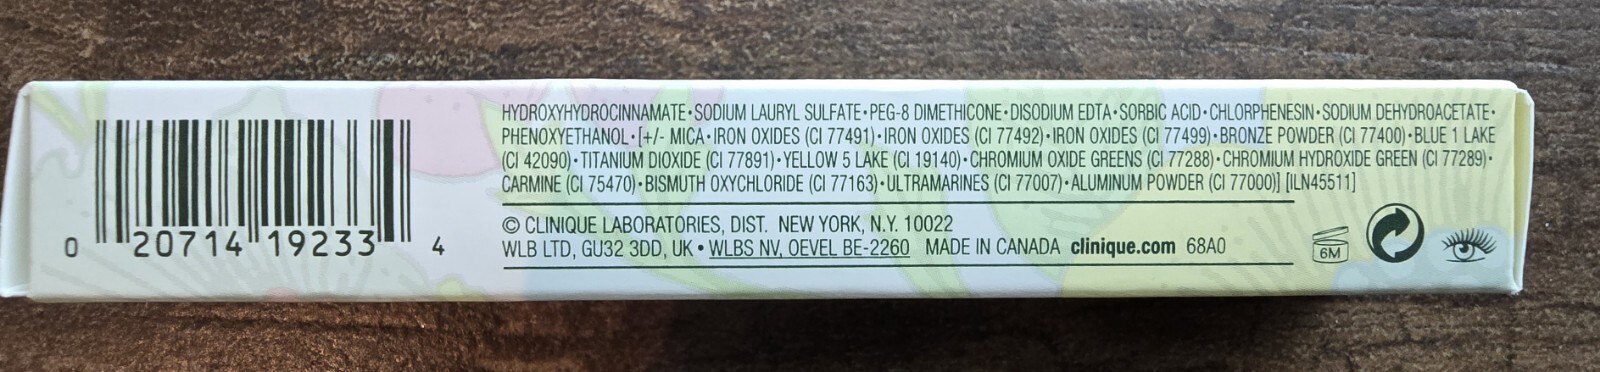 HYDROXYHYDROCINNAMATE•SODIUM LAURYL SULFATE•PEG-8 DIMETHICONE•DISODIUM EDTA•SORBIC ACID•CHLORPHENESIN•SODIUM DEHYDROACETATE•
PHENOXYETHANOL•[+/- MICA•IRON OXIDES (CI 77491)•IRON OXIDES (CI 77492)•IRON OXIDES (CI 77499)•BRONZE POWDER (CI 77400)•BLUE 1 LAKE
(CI 42090)•TITANIUM DIOXIDE (CI 77891)•YELLOW 5 LAKE (CI 19140)•CHROMIUM OXIDE GREENS (CI 77288)•CHROMIUM HYDROXIDE GREEN (CI 77289)•
CARMINE (CI 75470)•BISMUTH OXYCHLORIDE (CI 77163)•ULTRAMARINES (CI 77007)•ALUMINUM POWDER (CI 77000)] [ILN45511]
© CLINIQUE LABORATORIES, DIST. NEW YORK, N.Y. 10022
WLB LTD, GU32 3DD, UK • WLBS NV, OEVEL BE-2260 MADE IN CANADA clinique.com 68A0
6M
0 20714 19233 4